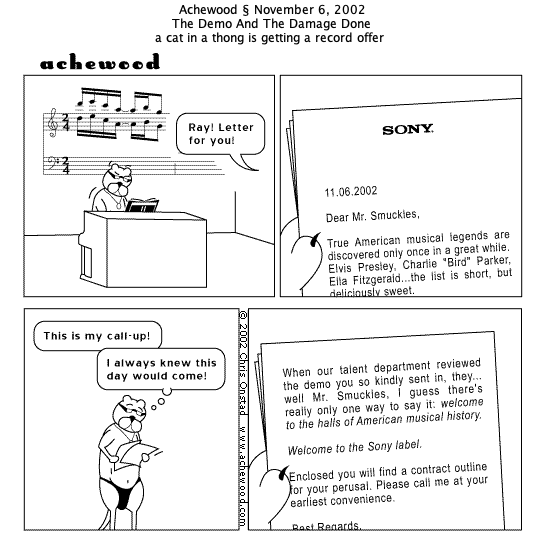 Achewood § November 6, 2002
The Demo And The Damage Done
a cat in a thong is getting a record offer
achewood
2
4
2
4
Ray! Letter
for you!
SONY.
11.06.2002
Dear Mr. Smuckles,
True American musical legends are
discovered only once in a great while.
Elvis Presley, Charlie "Bird" Parker,
Ella Fitzgerald...the list is short, but
deliciously sweet.
This is my call-up!
I always knew this
day would come!
© 2002 Chris Onstad www.achewood.com
When our talent department reviewed
the demo you so kindly sent in, they...
well Mr. Smuckles, I guess there's
really only one way to say it: welcome
to the halls of American musical history.
Welcome to the Sony label.
Enclosed you will find a contract outline
for your perusal. Please call me at your
earliest convenience.
Best Regards,